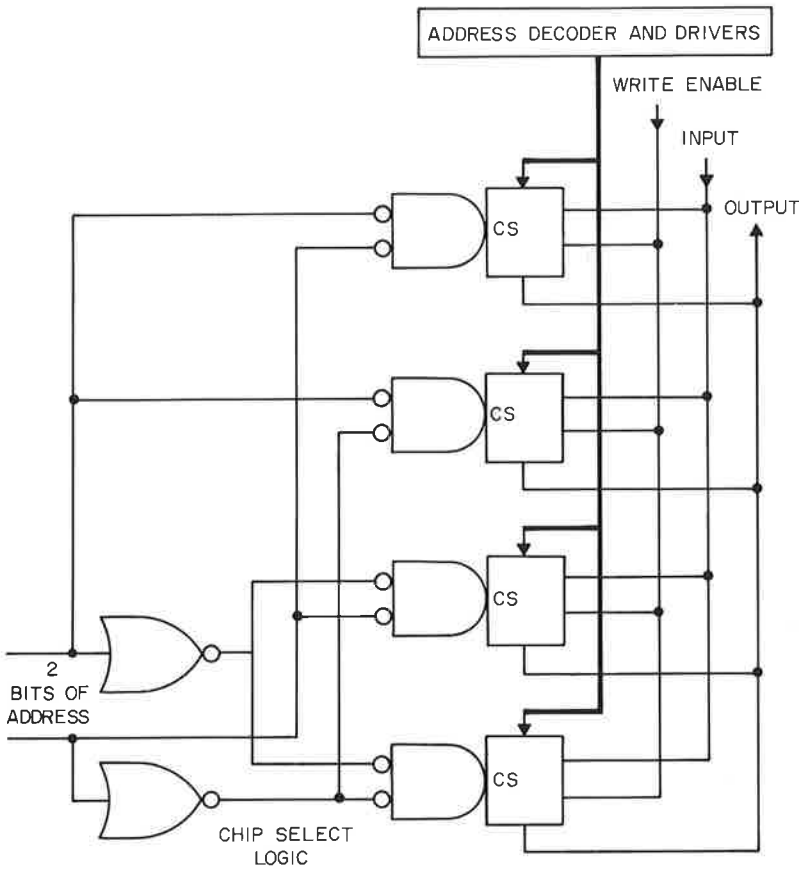 ADDRESS DECODER AND DRIVERS
WRITE ENABLE
INPUT
OUTPUT
CS
CS
CS
CS
2
BITS OF
ADDRESS
CHIP SELECT
LOGIC